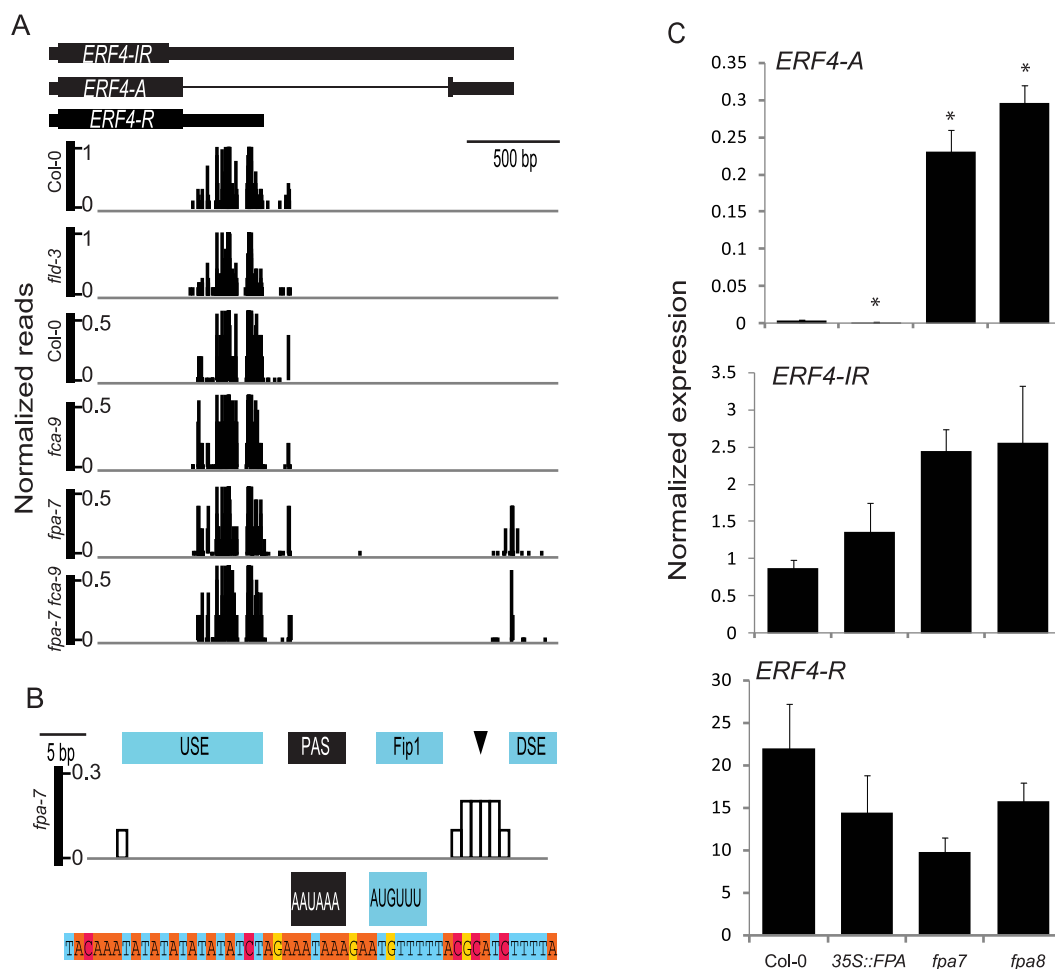 A
ERF4-IR
ERF4-A
ERF4-R
500 bp
Normalized reads
Col-0
1
0
fld-3
1
0
Col-0
0.5
0
fca-9
0.5
0
fpa-7
0.5
0
fpa-7 fca-9
0.5
0
B
5 bp
USE
PAS
Fip1
DSE
fpa-7
0.3
0
AAUAAA
AUGUUU
TACAAATATATATATATATCTAGAAATAAAGAATGTTTTTACGCATCTTTTA
C
Normalized expression
ERF4-A
0.35
0.3
0.25
0.2
0.15
0.1
0.05
0
*
*
*
ERF4-IR
3.5
3
2.5
2
1.5
1
0.5
0
ERF4-R
30
25
20
15
10
5
0
Col-0 35S::FPA fpa7 fpa8